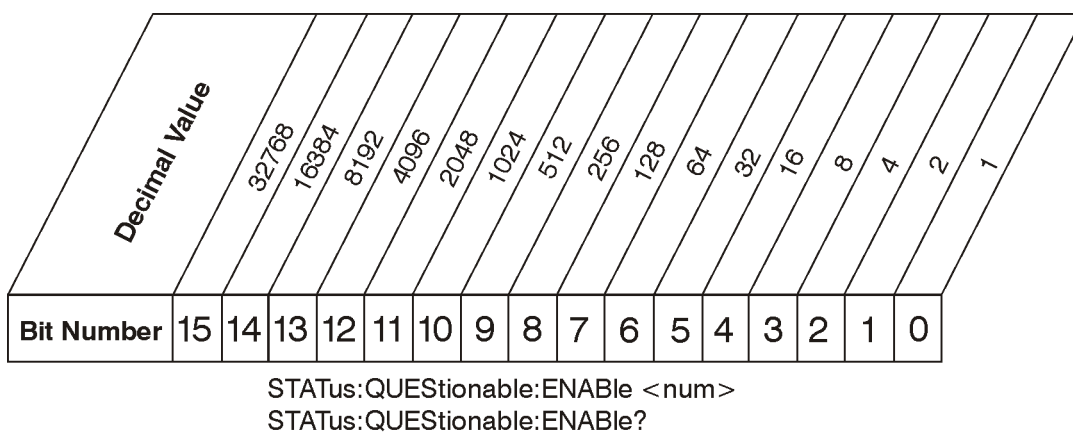 Decimal Value 32768 16384 8192 4096 2048 1024 512 256 128 64 32 16 8 4 2 1
Bit Number 15 14 13 12 11 10 9 8 7 6 5 4 3 2 1 0
STATus:QUEStionable:ENABle <num>
STATus:QUEStionable:ENABle?